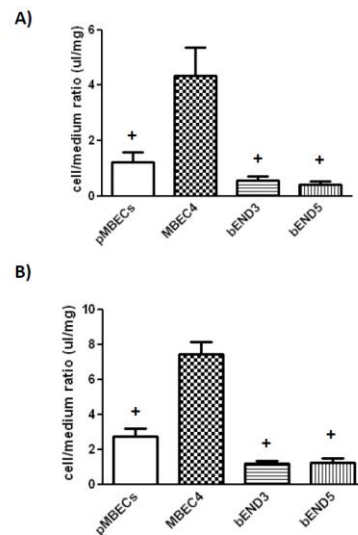 A)
cell/medium ratio (ul/mg)
6
4
2
0
+
+
+
pMBECs
MBEC4
bEND3
bEND5
B)
cell/medium ratio (ul/mg)
10
8
6
4
2
0
+
+
+
pMBECs
MBEC4
bEND3
bEND5